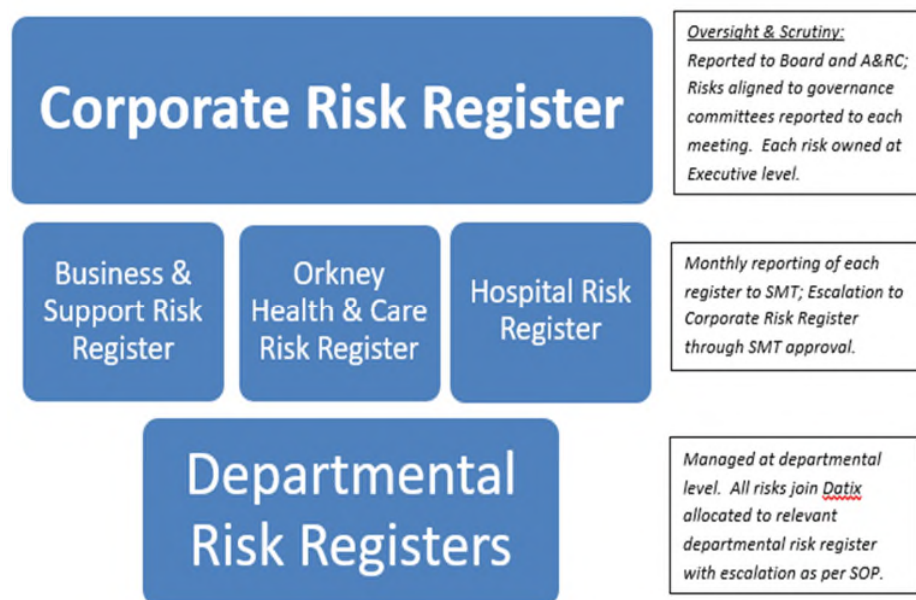 Corporate Risk Register
Oversight & Scrutiny:
Reported to Board and A&RC;
Risks aligned to governance
committees reported to each
meeting. Each risk owned at
Executive level.
Business &
Support Risk
Register
Orkney
Health & Care
Risk Register
Hospital Risk
Register
Monthly reporting of each
register to SMT; Escalation to
Corporate Risk Register
through SMT approval.
Departmental
Risk Registers
Managed at departmental
level. All risks join Datix
allocated to relevant
departmental risk register
with escalation as per SOP.